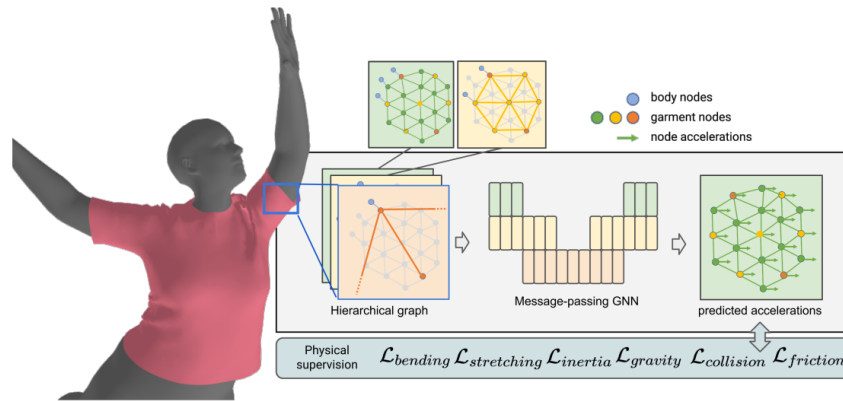 body nodes
garment nodes
node accelerations
Hierarchical graph
Message-passing GNN
predicted accelerations
Physical
supervision
ℒbending ℒstretching ℒinertia ℒgravity ℒcollision ℒfriction